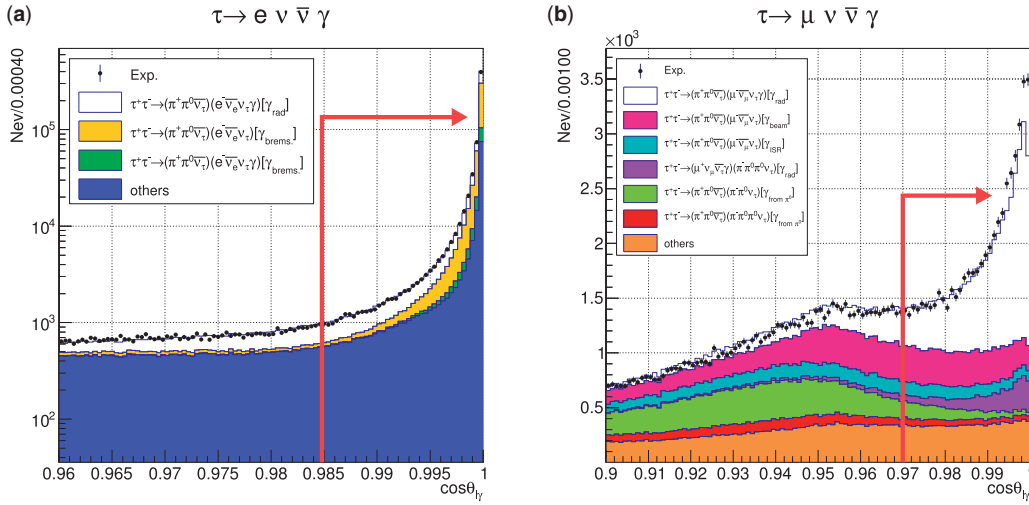 (a) τ→ e ν ν̅ γ
Nev/0.00040
10⁵
10⁴
10³
10²
Exp.
τ⁺τ⁻→(π⁺π⁰ν̅τ)(e⁻ν̅eντγ)[γrad]
τ⁺τ⁻→(π⁺π⁰ν̅τ)(e⁻ν̅eντ)[γbrems.]
τ⁺τ⁻→(π⁺π⁰ν̅τ)(e⁻ν̅eντγ)[γbrems.]
others
0.96 0.965 0.97 0.975 0.98 0.985 0.99 0.995 1
cosθlγ
(b) τ→ μ ν ν̅ γ
×10³
Nev/0.00100
3.5
3
2.5
2
1.5
1
0.5
Exp.
τ⁺τ⁻→(π⁺π⁰ν̅τ)(μ⁻ν̅μντγ)[γrad]
τ⁺τ⁻→(π⁺π⁰ν̅τ)(μ⁻ν̅μντ)[γbeam]
τ⁺τ⁻→(π⁺π⁰ν̅τ)(μ⁻ν̅μντ)[γISR]
τ⁺τ⁻→(μ⁺νμν̅τγ)(π⁻π⁰π⁰ντ)[γrad]
τ⁺τ⁻→(π⁺π⁰ν̅τ)(π⁻π⁰ντ)[γfrom π⁰]
τ⁺τ⁻→(π⁺π⁰ν̅τ)(π⁻π⁰π⁰ντ)[γfrom π⁰]
others
0.9 0.91 0.92 0.93 0.94 0.95 0.96 0.97 0.98 0.99
cosθlγ